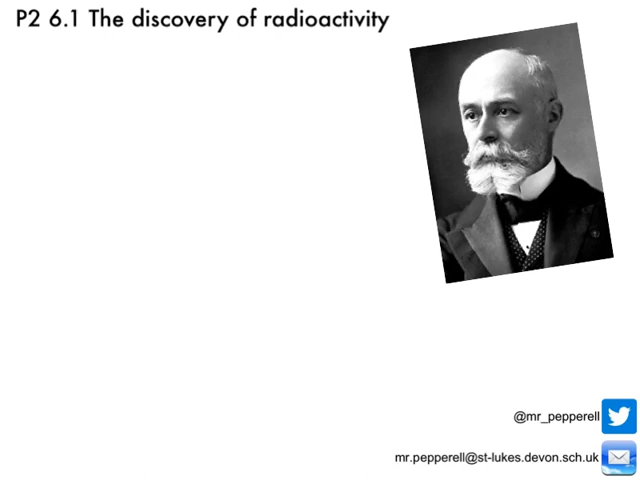 P2 6.1 The discovery of radioactivity
@mr_pepperell
mr.pepperell@st-lukes.devon.sch.uk